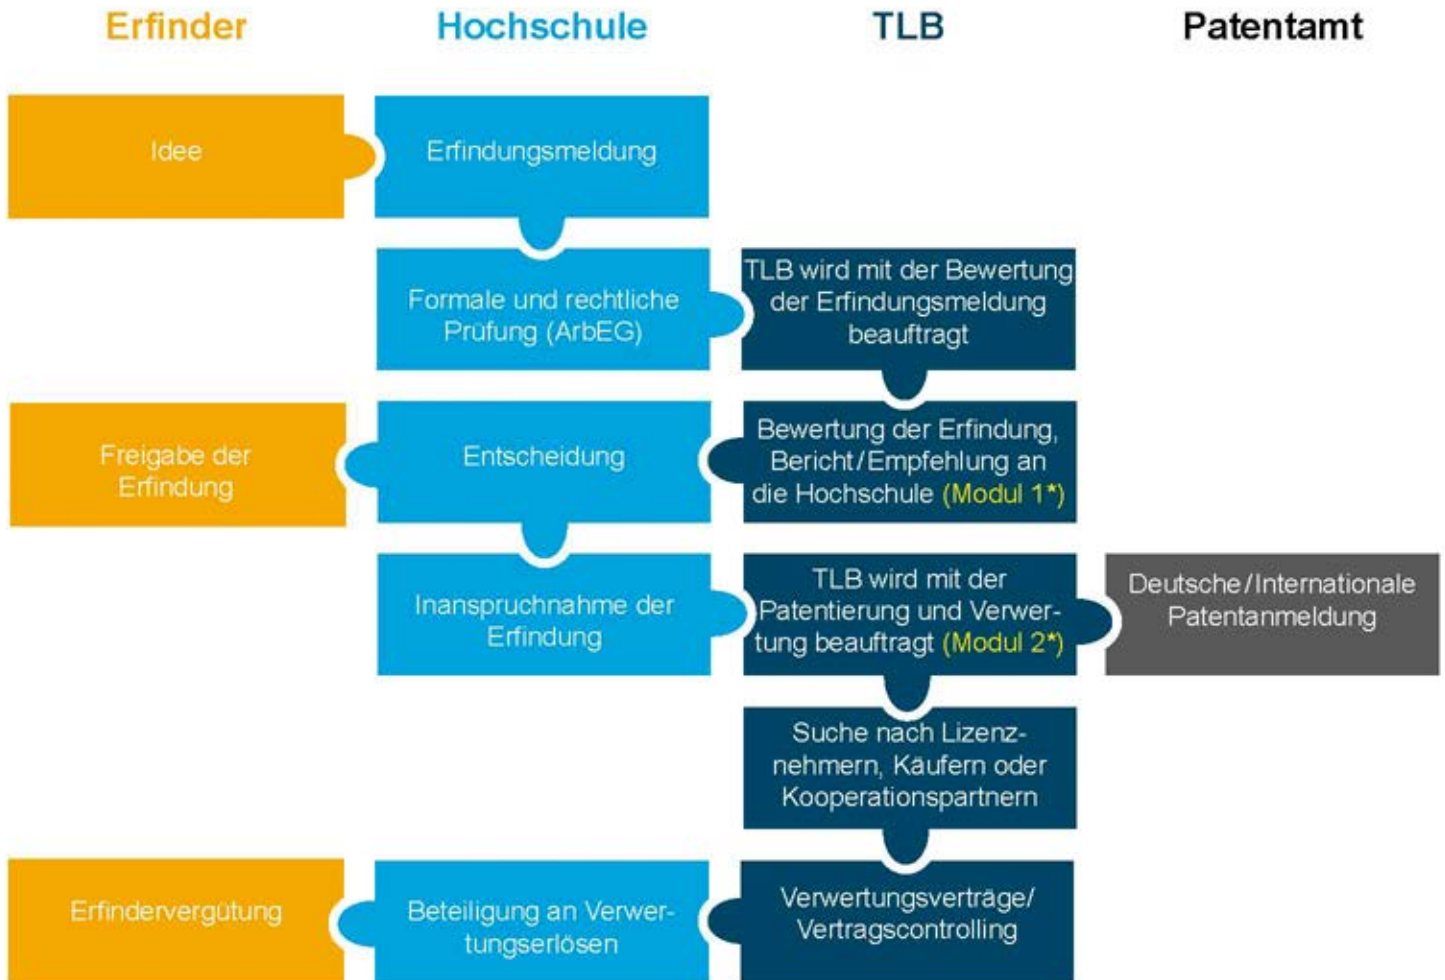 Erfinder
Hochschule
TLB
Patentamt
Idee
Erfindungsmeldung
Formale und rechtliche
Prüfung (ArbEG)
TLB wird mit der Bewertung
der Erfindungsmeldung
beauftragt
Freigabe der
Erfindung
Entscheidung
Bewertung der Erfindung,
Bericht/Empfehlung an
die Hochschule (Modul 1*)
Inanspruchnahme der
Erfindung
TLB wird mit der
Patentierung und Verwer-
tung beauftragt (Modul 2*)
Deutsche/Internationale
Patentanmeldung
Suche nach Lizenz-
nehmern, Käufern oder
Kooperationspartnern
Erfindervergütung
Beteiligung an Verwer-
tungserlösen
Verwertungsverträge/
Vertragscontrolling